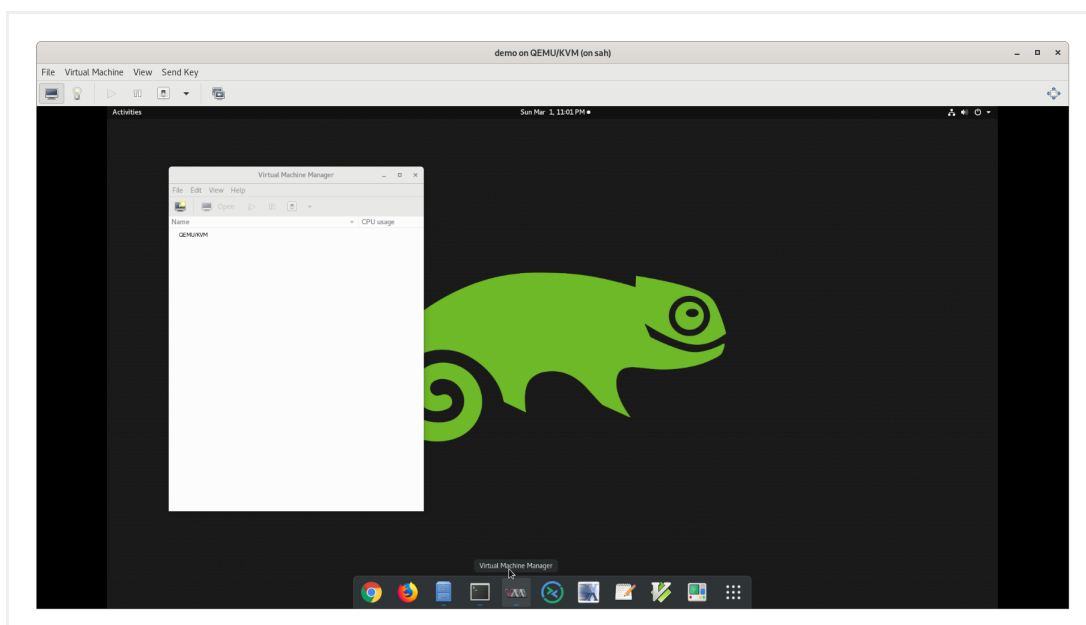 demo on QEMU/KVM (on sah)
File Virtual Machine View Send Key
Activities
Sun Mar 1, 11:01 PM
Virtual Machine Manager
File Edit View Help
Open
Name CPU usage
QEMU/KVM
Virtual Machine Manager